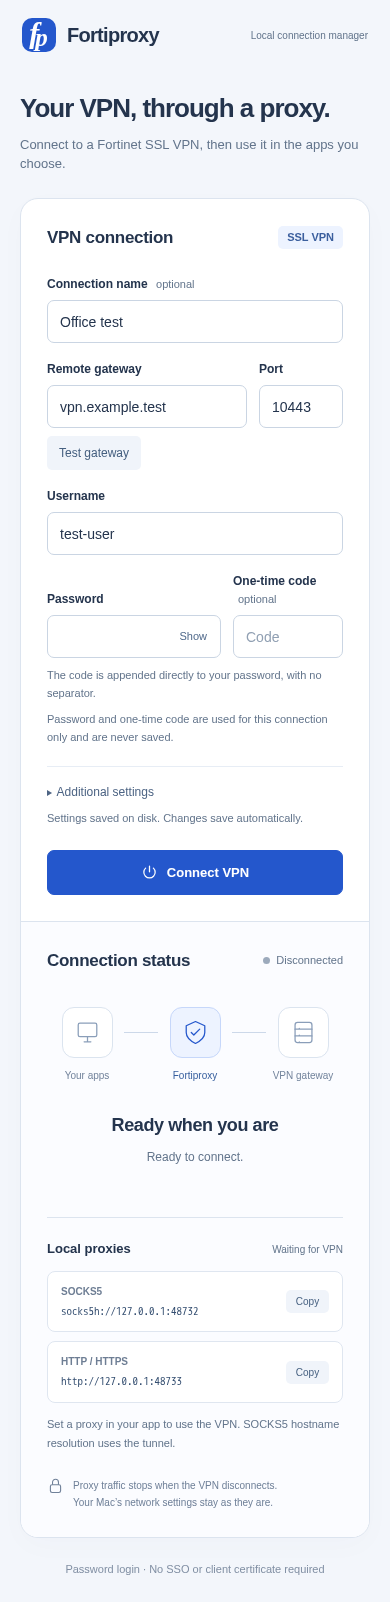 fp Fortiproxy
Local connection manager
Your VPN, through a proxy.
Connect to a Fortinet SSL VPN, then use it in the apps you
choose.
VPN connection
SSL VPN
Connection name optional
Office test
Remote gateway
Port
vpn.example.test
10443
Test gateway
Username
test-user
Password
One-time code
optional
Show
Code
The code is appended directly to your password, with no
separator.
Password and one-time code are used for this connection
only and are never saved.
Additional settings
Settings saved on disk. Changes save automatically.
Connect VPN
Connection status
Disconnected
Your apps
Fortiproxy
VPN gateway
Ready when you are
Ready to connect.
Local proxies
Waiting for VPN
SOCKS5
socks5h://127.0.0.1:48732
Copy
HTTP / HTTPS
http://127.0.0.1:48733
Copy
Set a proxy in your app to use the VPN. SOCKS5 hostname
resolution uses the tunnel.
Proxy traffic stops when the VPN disconnects.
Your Mac’s network settings stay as they are.
Password login · No SSO or client certificate required